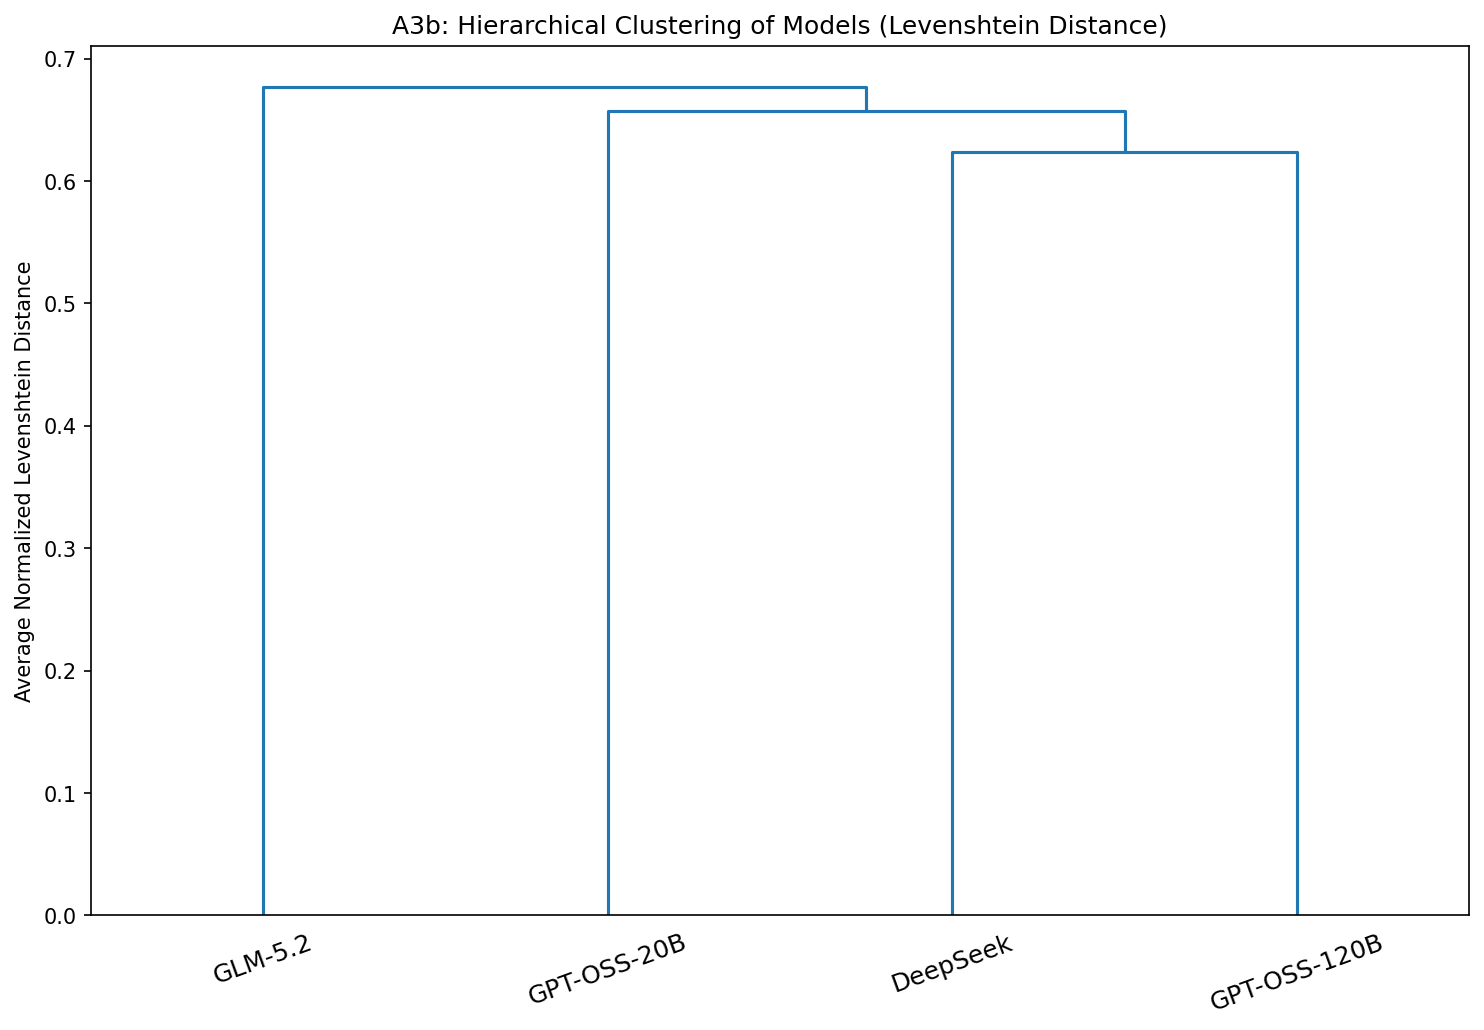 A3b: Hierarchical Clustering of Models (Levenshtein Distance)
Average Normalized Levenshtein Distance
0.7
0.6
0.5
0.4
0.3
0.2
0.1
0.0
GLM-5.2
GPT-OSS-20B
DeepSeek
GPT-OSS-120B